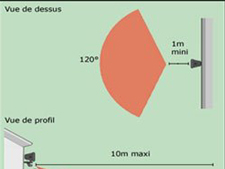 Vue de dessus
1m
mini
120°
Vue de profil
10m maxi